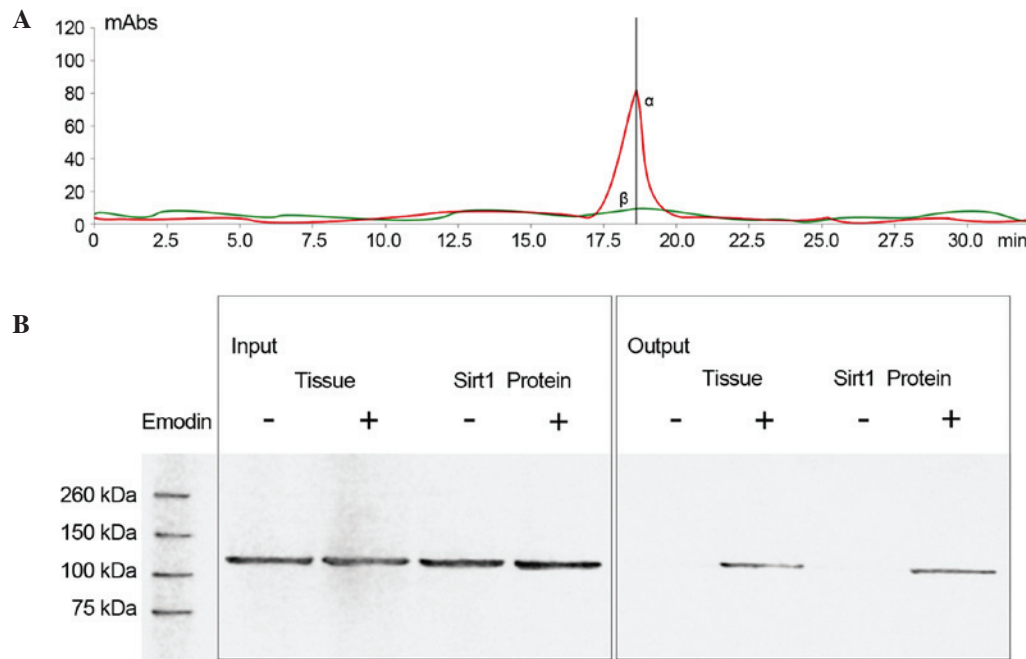 A
mAbs
120
100
80
60
40
20
0
α
β
0 2.5 5.0 7.5 10.0 12.5 15.0 17.5 20.0 22.5 25.0 27.5 30.0 min
B
Input Output
Tissue Sirt1 Protein Tissue Sirt1 Protein
Emodin - + - + - + - +
260 kDa
150 kDa
100 kDa
75 kDa